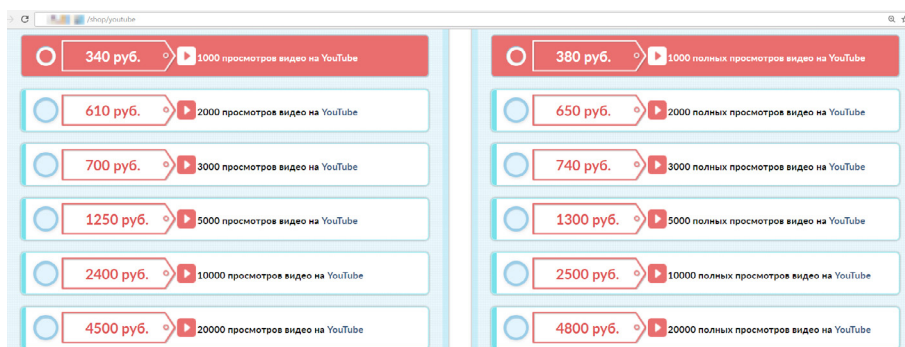 /shop/youtube
340 руб. 1000 просмотров видео на YouTube
610 руб. 2000 просмотров видео на YouTube
700 руб. 3000 просмотров видео на YouTube
1250 руб. 5000 просмотров видео на YouTube
2400 руб. 10000 просмотров видео на YouTube
4500 руб. 20000 просмотров видео на YouTube
380 руб. 1000 полных просмотров видео на YouTube
650 руб. 2000 полных просмотров видео на YouTube
740 руб. 3000 полных просмотров видео на YouTube
1300 руб. 5000 полных просмотров видео на YouTube
2500 руб. 10000 полных просмотров видео на YouTube
4800 руб. 20000 полных просмотров видео на YouTube